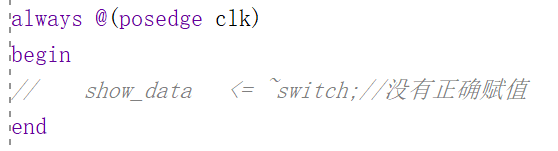 always @(posedge clk)
begin
//    show_data   <= ~switch;//没有正确赋值
end